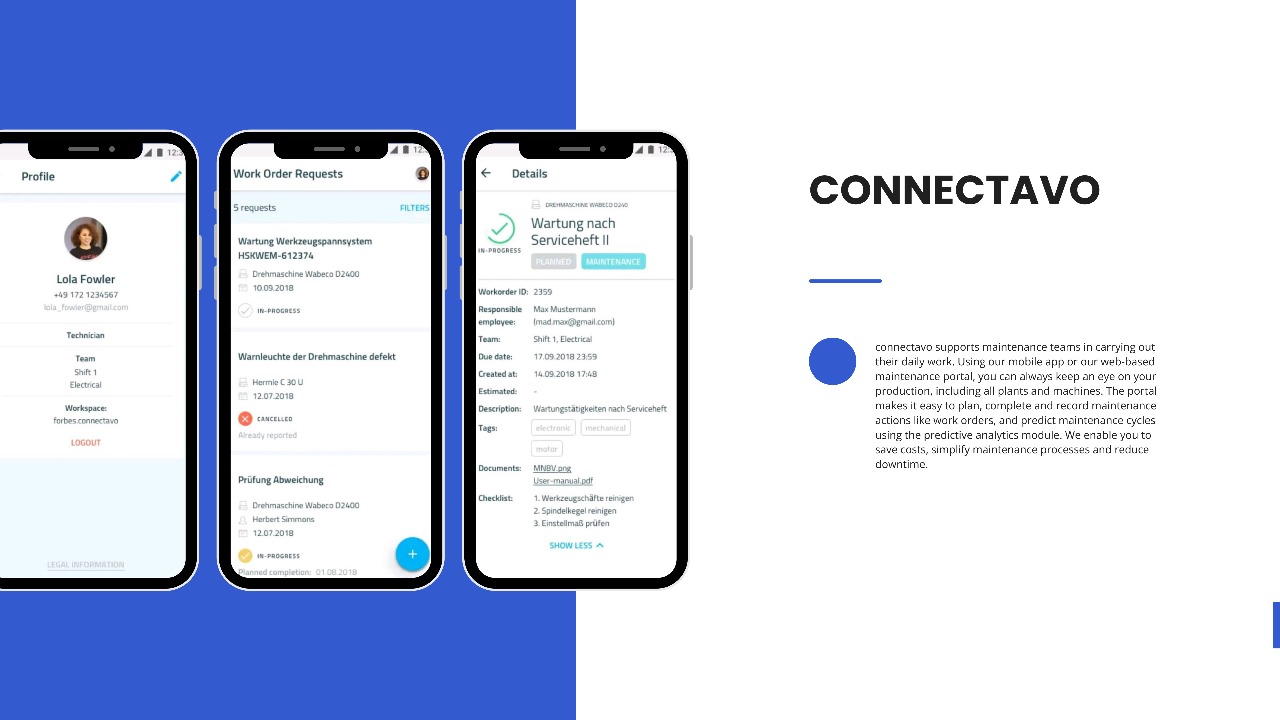 12:3
Profile
Lola Fowler
+49 172 1234567
lola_fowler@gmail.com
Technician
Team
Shift 1
Electrical
Workspace:
forbes.connectavo
LOGOUT
LEGAL INFORMATION
12:
Work Order Requests
5 requests
FILTERS
Wartung Werkzeugspannsystem
HSKWEM-612374
Drehmaschine Wabeco D2400
10.09.2018
IN-PROGRESS
Warnleuchte der Drehmaschine defekt
Hermle C 30 U
12.07.2018
CANCELLED
Already reported
Prüfung Abweichung
Drehmaschine Wabeco D2400
Herbert Simmons
12.07.2018
IN-PROGRESS
Planned completion: 01.08.2018
+
12:
Details
DREHMASCHINE WABECO D240
Wartung nach
Serviceheft II
IN-PROGRESS
PLANNED MAINTENANCE
Workorder ID: 2359
Responsible Max Mustermann
employee: (mad.max@gmail.com)
Team: Shift 1, Electrical
Due date: 17.09.2018 23:59
Created at: 14.09.2018 17:48
Estimated: -
Description: Wartungstätigkeiten nach Serviceheft
Tags: electronic mechanical
motor
Documents: MNBV.png
User-manual.pdf
Checklist: 1. Werkzeugschäfte reinigen
2. Spindelkegel reinigen
3. Einstellmaß prüfen
SHOW LESS
CONNECTAVO
connectavo supports maintenance teams in carrying out
their daily work. Using our mobile app or our web-based
maintenance portal, you can always keep an eye on your
production, including all plants and machines. The portal
makes it easy to plan, complete and record maintenance
actions like work orders, and predict maintenance cycles
using the predictive analytics module. We enable you to
save costs, simplify maintenance processes and reduce
downtime.